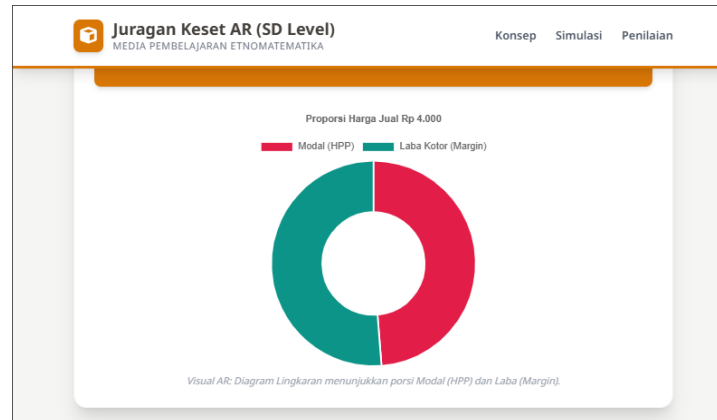 Juragan Keset AR (SD Level)
MEDIA PEMBELAJARAN ETNOMATEMATIKA
Konsep Simulasi Penilaian
Proporsi Harga Jual Rp 4.000
Modal (HPP) Laba Kotor (Margin)
Visual AR: Diagram Lingkaran menunjukkan porsi Modal (HPP) dan Laba (Margin).